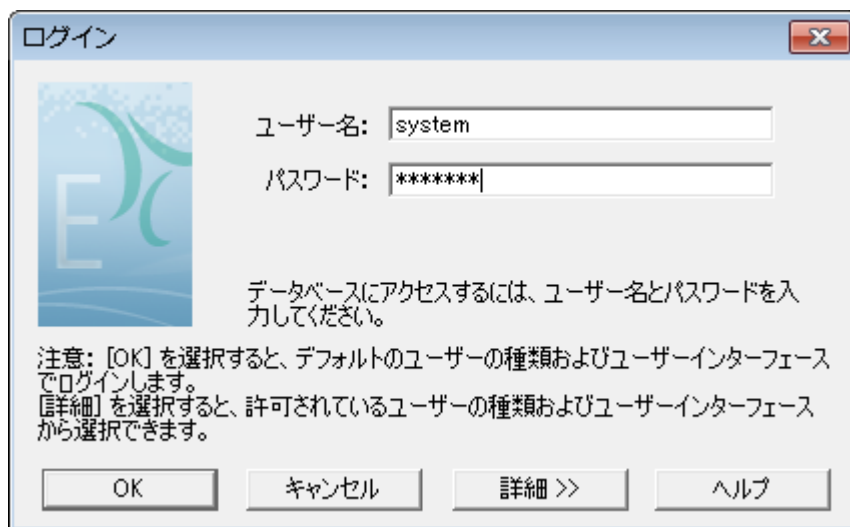 ログイン
ユーザー名: system
パスワード: *******
E
データベースにアクセスするには、ユーザー名とパスワードを入
力してください。
注意: [OK] を選択すると、デフォルトのユーザーの種類およびユーザーインターフェース
でログインします。
[詳細] を選択すると、許可されているユーザーの種類およびユーザーインターフェース
から選択できます。
OK キャンセル 詳細 >> ヘルプ